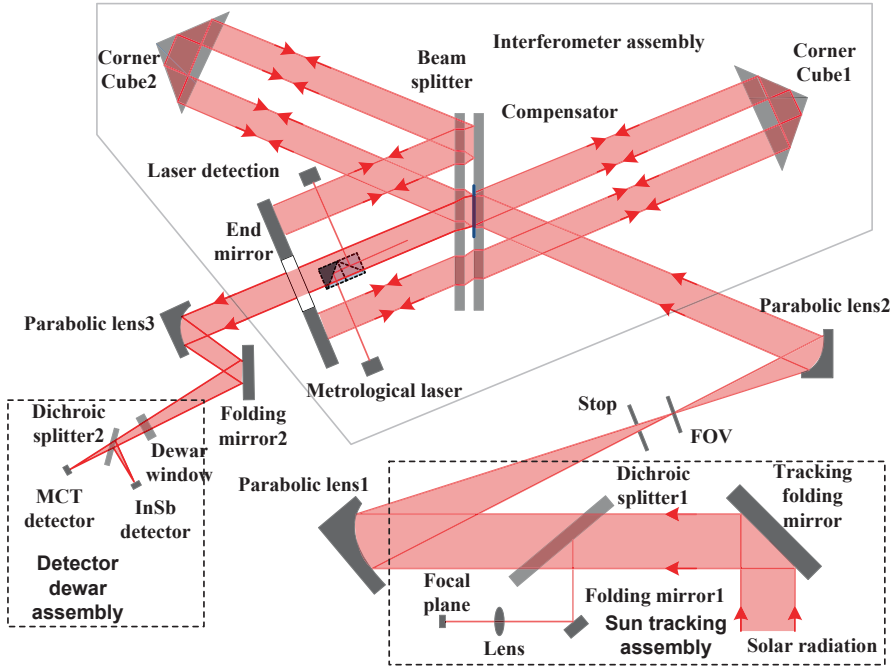 Corner
Cube2
Beam
splitter
Interferometer assembly
Corner
Cube1
Compensator
Laser detection
End
mirror
Parabolic lens3
Parabolic lens2
Metrological laser
Folding
mirror2
Stop
FOV
Dichroic
splitter2
Dewar
window
MCT
detector
InSb
detector
Detector
dewar
assembly
Parabolic lens1
Dichroic
splitter1
Tracking
folding
mirror
Focal
plane
Lens
Folding mirror1
Sun tracking
assembly
Solar radiation